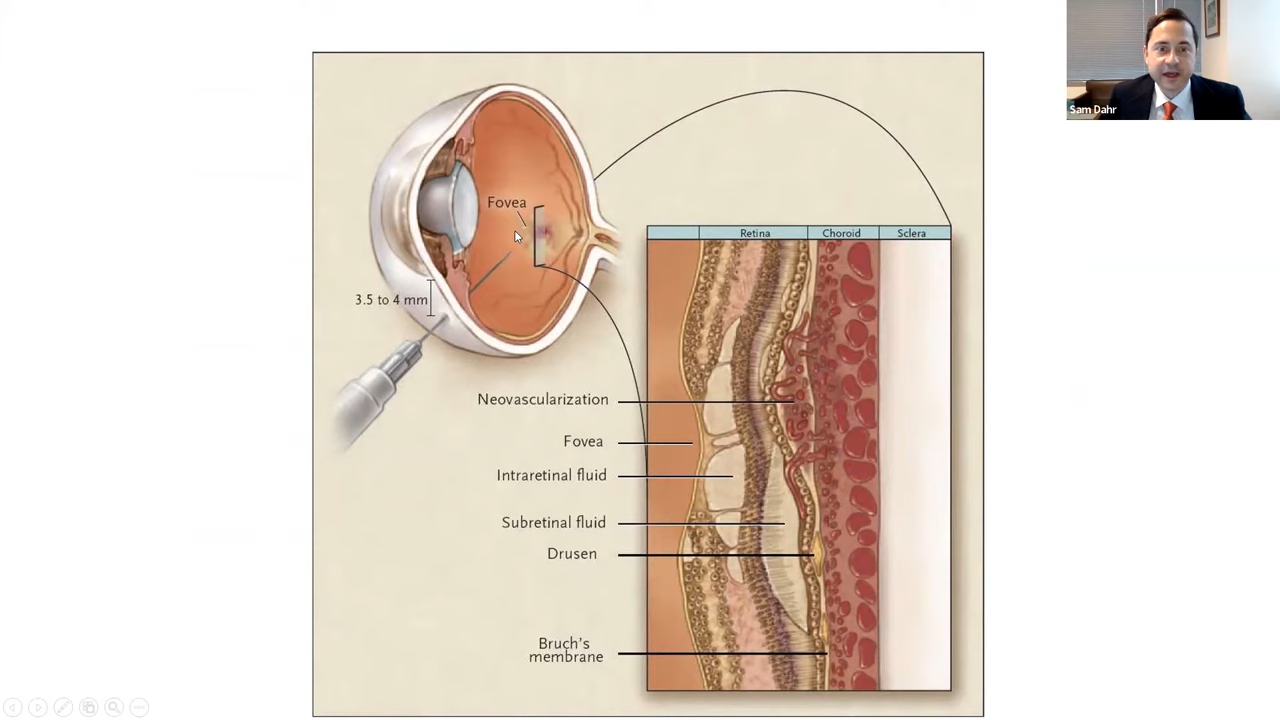 Sam Dahr
Fovea
3.5 to 4 mm
Retina
Choroid
Sclera
Neovascularization
Fovea
Intraretinal fluid
Subretinal fluid
Drusen
Bruch's
membrane